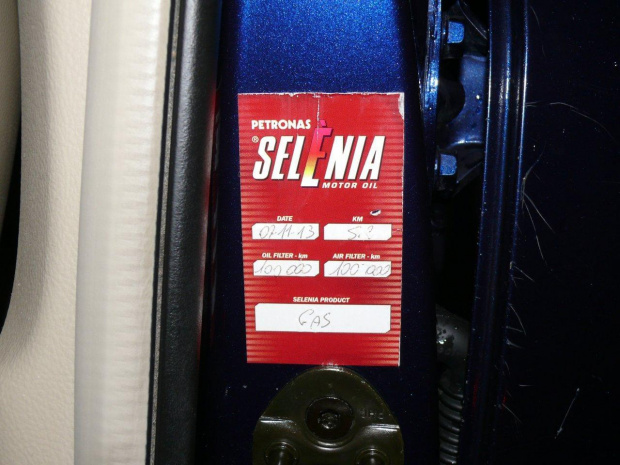 PETRONAS
® SELÈNIA
MOTOR OIL
DATE KM
07-11-13 S.?
OIL FILTER - km AIR FILTER - km
100'000 100'000
SELENIA PRODUCT
GAS